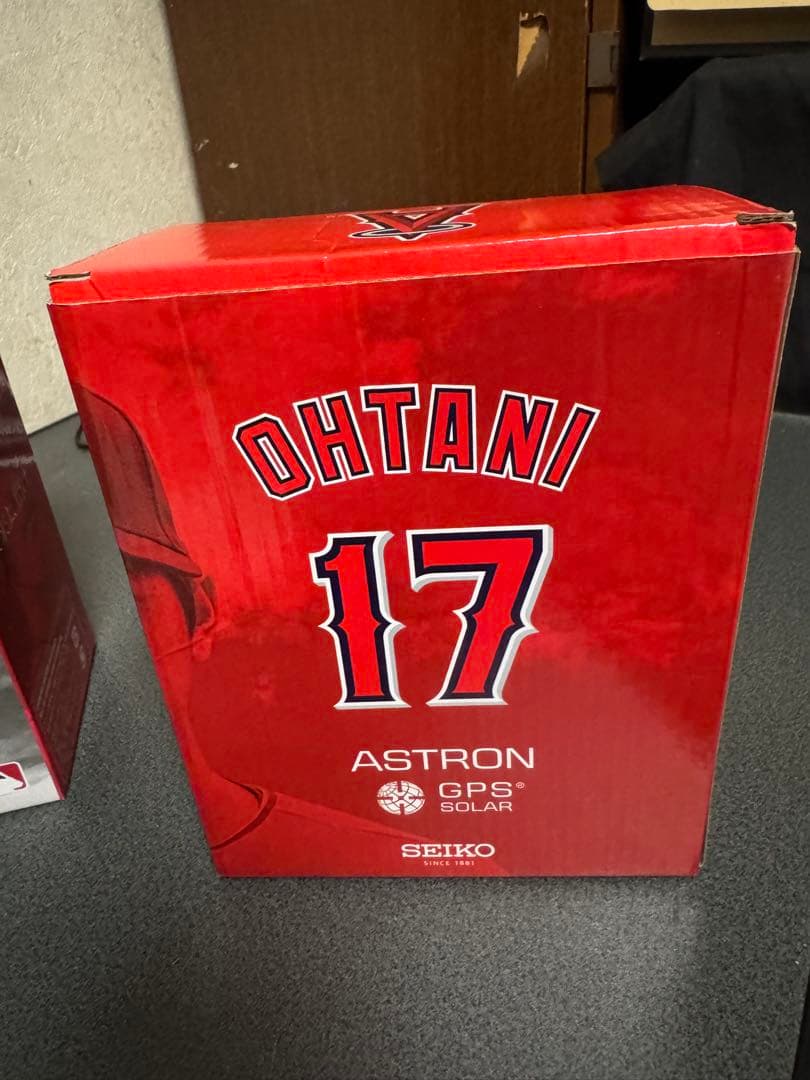 OHTANI
17
ASTRON
GPS®
SOLAR
SEIKO
SINCE 1881